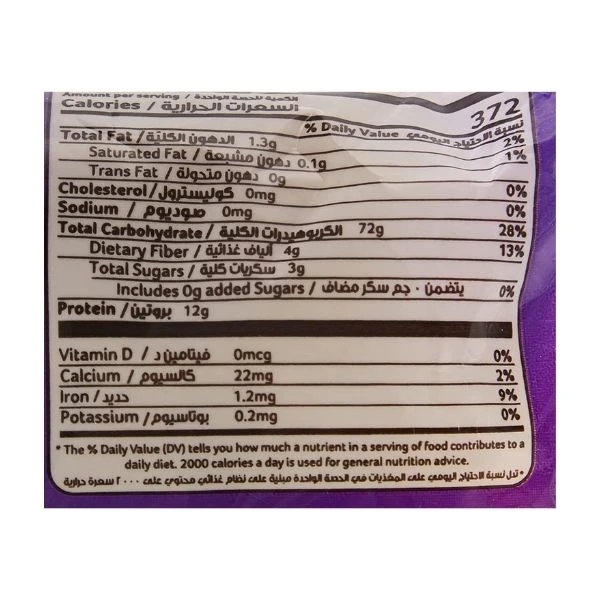 Amount per serving / الكمية للحصة الواحدة
Calories / السعرات الحرارية 372
% Daily Value نسبة الاحتياج اليومي
Total Fat / الدهون الكلية 1.3g 2%
Saturated Fat / دهون مشبعة 0.1g 1%
Trans Fat / دهون متحولة 0g
Cholesterol / كوليسترول 0mg 0%
Sodium / صوديوم 0mg 0%
Total Carbohydrate / الكربوهيدرات الكلية 72g 28%
Dietary Fiber / ألياف غذائية 4g 13%
Total Sugars / سكريات كلية 3g
Includes 0g added Sugars / يتضمن ٠ جم سكر مضاف 0%
Protein / بروتين 12g
Vitamin D / فيتامين د 0mcg 0%
Calcium / كالسيوم 22mg 2%
Iron / حديد 1.2mg 9%
Potassium / بوتاسيوم 0.2mg 0%
* The % Daily Value (DV) tells you how much a nutrient in a serving of food contributes to a
daily diet. 2000 calories a day is used for general nutrition advice.
* تدل نسبة الاحتياج اليومي على المغذيات في الحصة الواحدة مبنية على نظام غذائي محتوي على ٢٠٠٠ سعرة حرارية